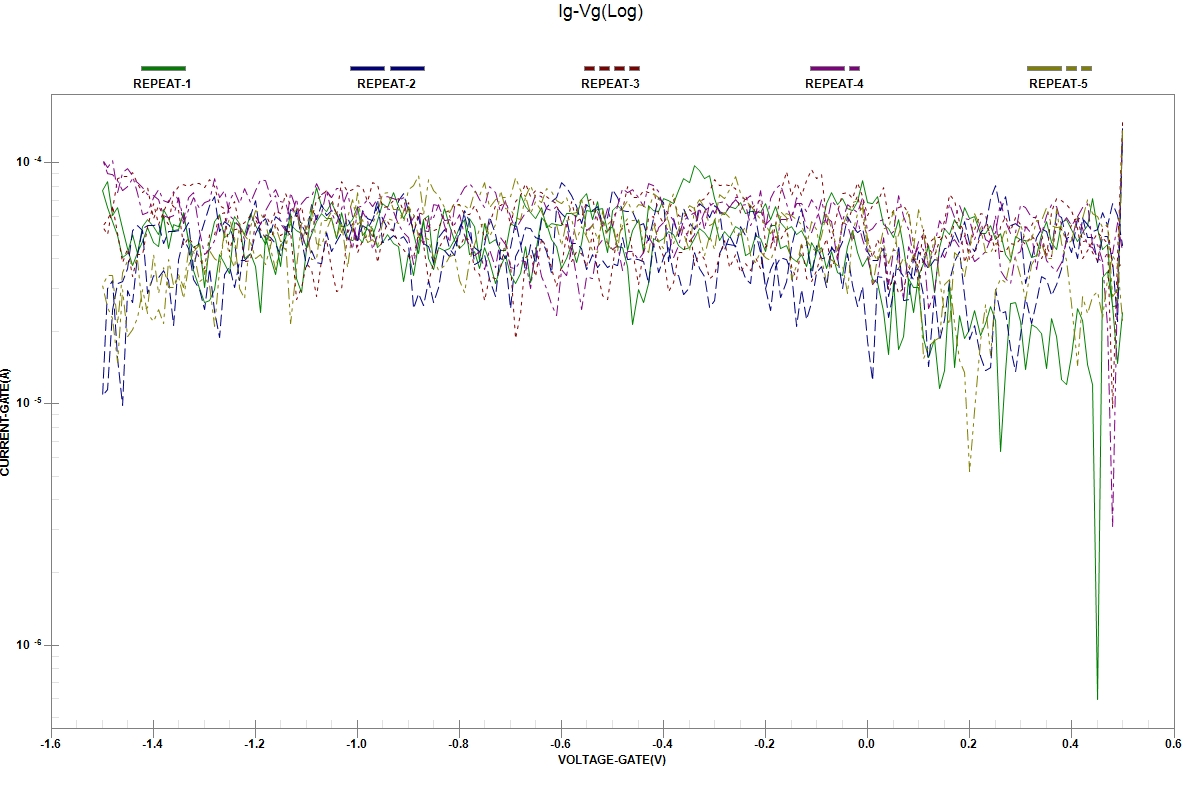 Ig-Vg(Log)
REPEAT-1 REPEAT-2 REPEAT-3 REPEAT-4 REPEAT-5
10 -4
10 -5
10 -6
CURRENT-GATE(A)
-1.6 -1.4 -1.2 -1.0 -0.8 -0.6 -0.4 -0.2 0.0 0.2 0.4 0.6
VOLTAGE-GATE(V)